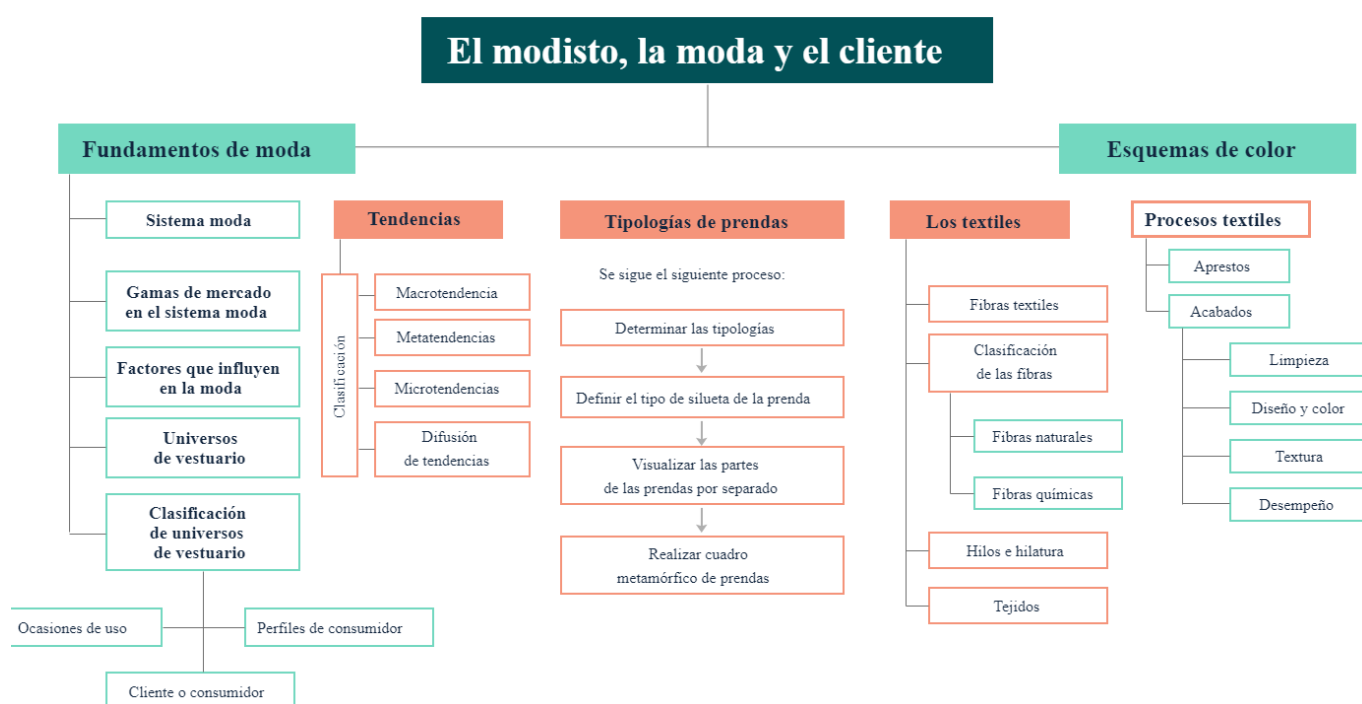 El modisto, la moda y el cliente
Fundamentos de moda
Esquemas de color
Sistema moda
Gamas de mercado
en el sistema moda
Factores que influyen
en la moda
Universos
de vestuario
Clasificación
de universos
de vestuario
Ocasiones de uso
Perfiles de consumidor
Cliente o consumidor
Tendencias
Clasificación
Macrotendencia
Metatendencias
Microtendencias
Difusión
de tendencias
Tipologías de prendas
Se sigue el siguiente proceso:
Determinar las tipologías
Definir el tipo de silueta de la prenda
Visualizar las partes
de las prendas por separado
Realizar cuadro
metamórfico de prendas
Los textiles
Fibras textiles
Clasificación
de las fibras
Fibras naturales
Fibras químicas
Hilos e hilatura
Tejidos
Procesos textiles
Aprestos
Acabados
Limpieza
Diseño y color
Textura
Desempeño